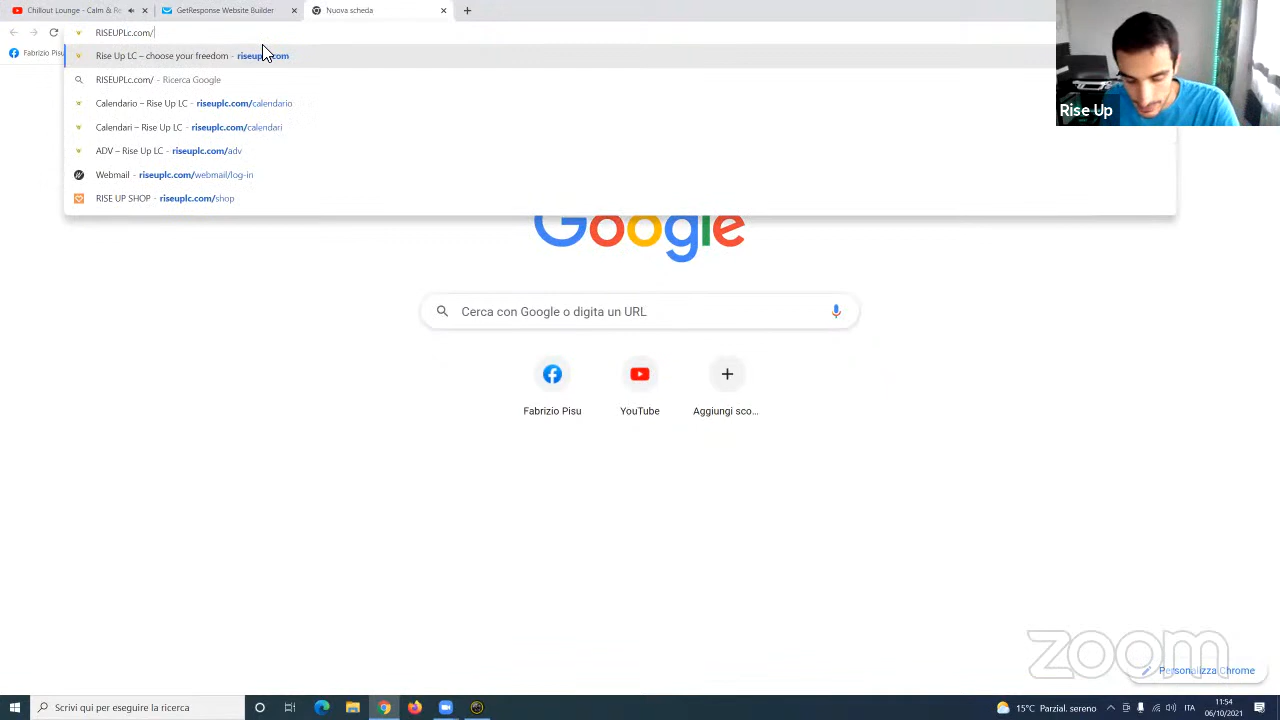 Chillout Lounge - Calm & Re
GetResponse Website Builder
Nuova scheda
RISEUPLc.com/
Fabrizio Pisu
Rise Up LC – choose your freedom - riseuplc.com
RISEUPLc.com/ - Ricerca Google
Calendario – Rise Up LC - riseuplc.com/calendario
Calendari – Rise Up LC - riseuplc.com/calendari
ADV – Rise Up LC - riseuplc.com/adv
Webmail - riseuplc.com/webmail/log-in
RISE UP SHOP - riseuplc.com/shop
Rise Up
Google
Cerca con Google o digita un URL
Fabrizio Pisu
YouTube
Aggiungi sco...
zoom
Personalizza Chrome
Scrivi qui per eseguire la ricerca
15°C Parzial. sereno
ITA
11:54
06/10/2021